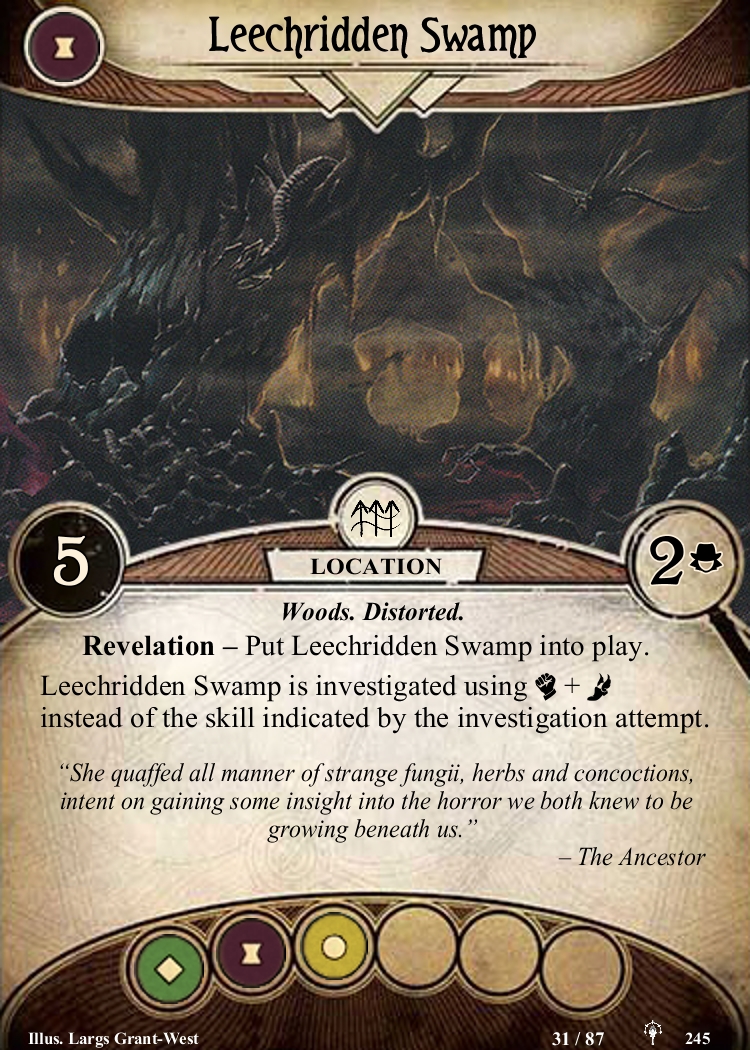 Leechridden Swamp
5
LOCATION
2
Woods. Distorted.
Revelation – Put Leechridden Swamp into play.
Leechridden Swamp is investigated using +
instead of the skill indicated by the investigation attempt.
“She quaffed all manner of strange fungii, herbs and concoctions,
intent on gaining some insight into the horror we both knew to be
growing beneath us.”
– The Ancestor
Illus. Largs Grant-West
31 / 87
245